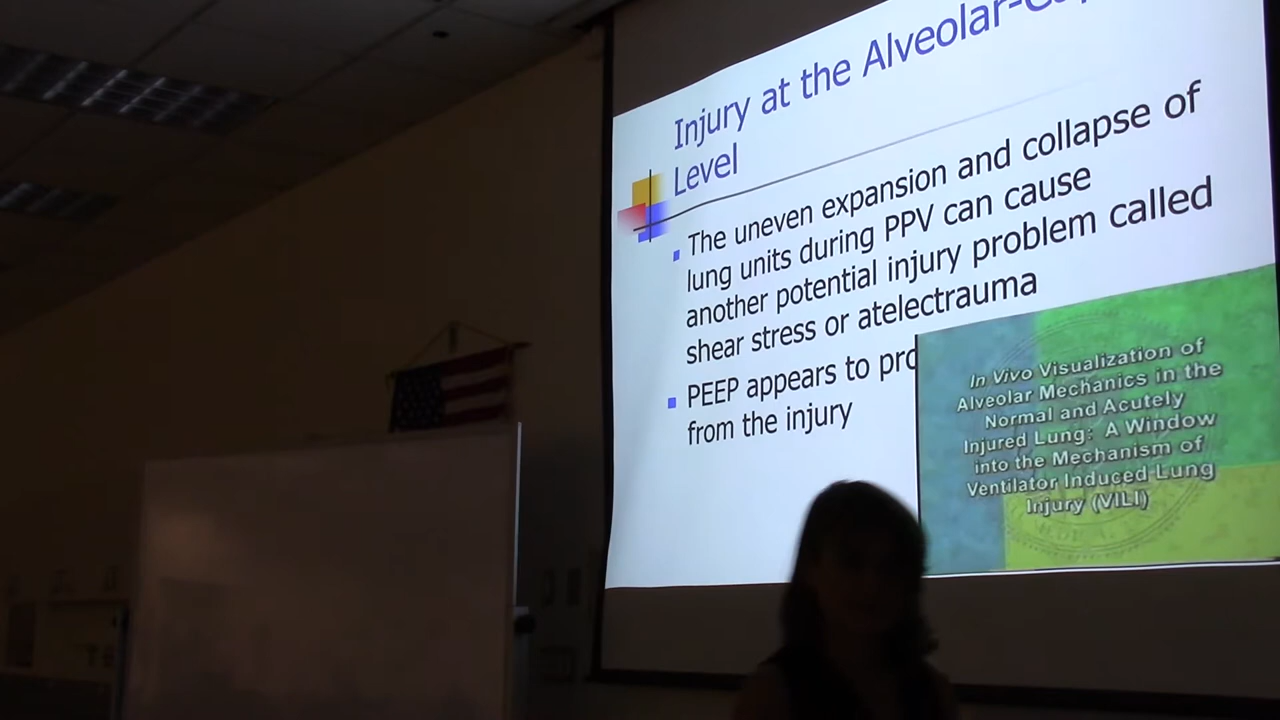 Injury at the Alveolar-
Level
The uneven expansion and collapse of
lung units during PPV can cause
another potential injury problem called
shear stress or atelectrauma
PEEP appears to
from the injury
In Vivo Visualization of
Alveolar Mechanics in the
Normal and Acutely
Injured Lung: A Window
into the Mechanism of
Ventilator Induced Lung
Injury (VILI)